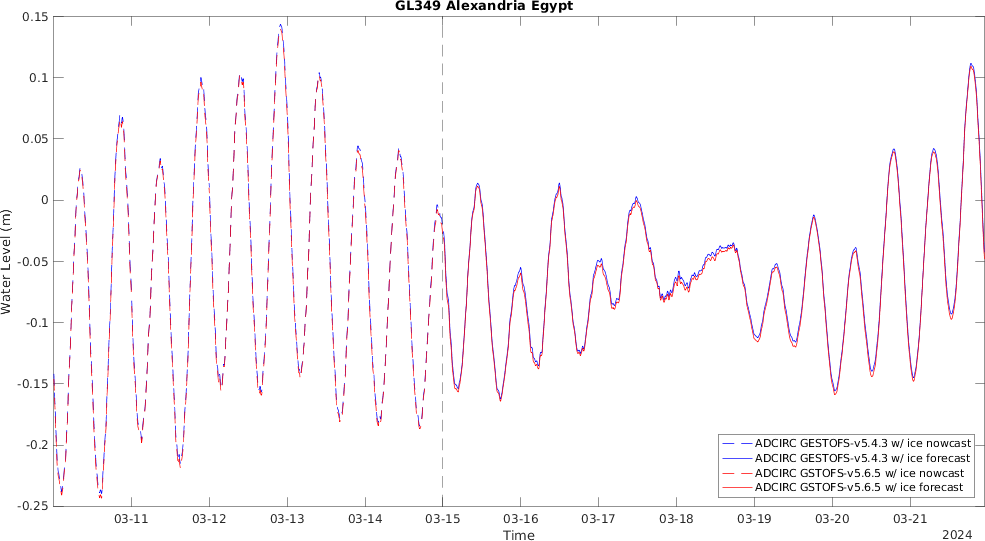 GL349 Alexandria Egypt
0.15
0.1
0.05
0
-0.05
-0.1
-0.15
-0.2
-0.25
Water Level (m)
ADCIRC GESTOFS-v5.4.3 w/ ice nowcast
ADCIRC GESTOFS-v5.4.3 w/ ice forecast
ADCIRC GSTOFS-v5.6.5 w/ ice nowcast
ADCIRC GSTOFS-v5.6.5 w/ ice forecast
03-11 03-12 03-13 03-14 03-15 03-16 03-17 03-18 03-19 03-20 03-21
Time
2024